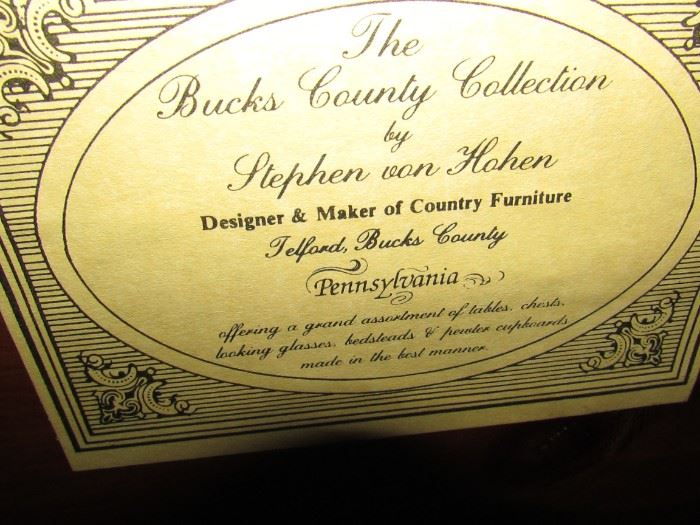 The
Bucks County Collection
by
Stephen von Hohen
Designer & Maker of Country Furniture
Telford, Bucks County
Pennsylvania
offering a grand assortment of tables, chests,
looking glasses, bedsteads & pewter cupboards
made in the best manner.